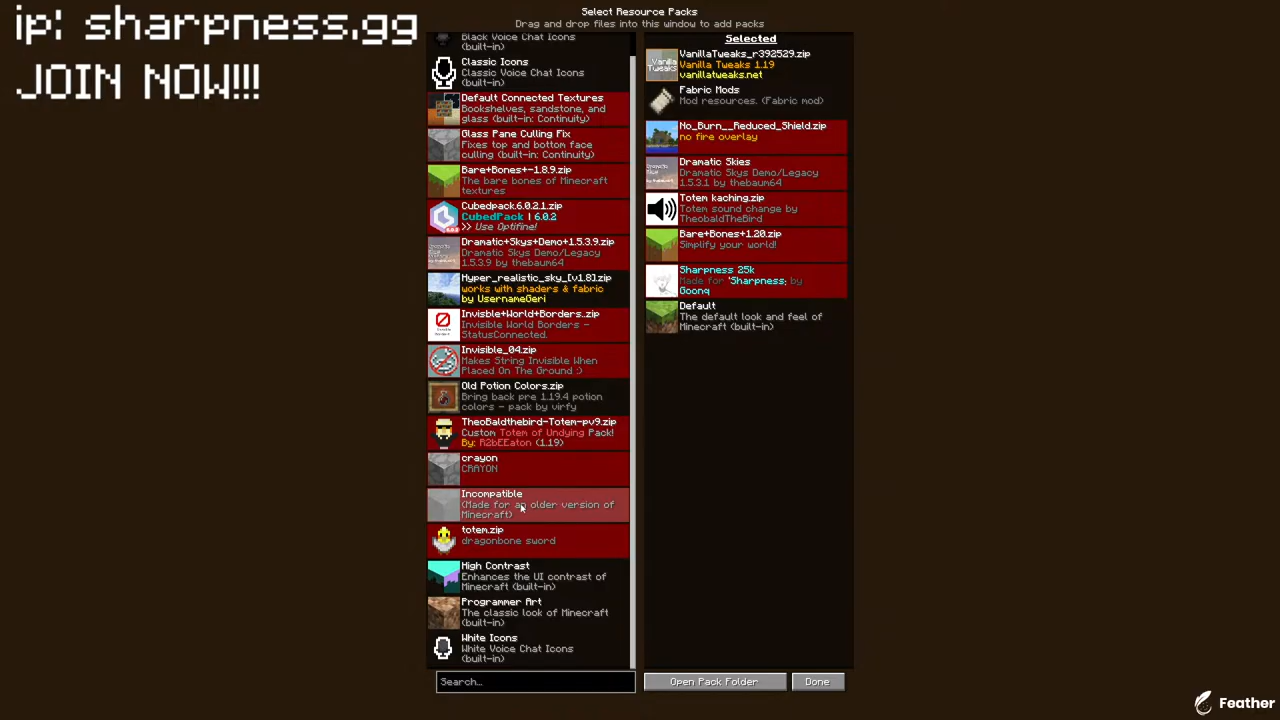 ip: sharpness.gg
JOIN NOW!!!
Select Resource Packs
Drag and drop files into this window to add packs
Black Voice Chat Icons
(built-in)
Classic Icons
Classic Voice Chat Icons
(built-in)
Default Connected Textures
Bookshelves, sandstone, and
glass (built-in: Continuity)
Glass Pane Culling Fix
Fixes top and bottom face
culling (built-in: Continuity)
Bare+Bones+-1.8.9.zip
The bare bones of Minecraft
textures
Cubedpack.6.0.2.1.zip
CubedPack | 6.0.2
>> Use Optifine!
Dramatic+Skys+Demo+1.5.3.9.zip
Dramatic Skys Demo/Legacy
1.5.3.9 by thebaum64
Hyper_realistic_sky_[v1.8].zip
works with shaders & fabric
by UsernameGeri
Invisble+World+Borders..zip
Invisible World Borders -
StatusConnected.
Invisible_04.zip
Makes String Invisible When
Placed On The Ground :)
Old Potion Colors.zip
Bring back pre 1.19.4 potion
colors - pack by virfy
TheoBaldthebird-Totem-pv9.zip
Custom Totem of Undying Pack!
By: R2bEEaton (1.19)
crayon
CRAYON
Incompatible
(Made for an older version of
Minecraft)
totem.zip
dragonbone sword
High Contrast
Enhances the UI contrast of
Minecraft (built-in)
Programmer Art
The classic look of Minecraft
(built-in)
White Icons
White Voice Chat Icons
(built-in)
Search...
Selected
Vanilla
Tweaks
VanillaTweaks_r392529.zip
Vanilla Tweaks 1.19
vanillatweaks.net
Fabric Mods
Mod resources. (Fabric mod)
No_Burn__Reduced_Shield.zip
no fire overlay
Dramatic Skies
Dramatic Skys Demo/Legacy
1.5.3.1 by thebaum64
Totem kaching.zip
Totem sound change by
TheobaldTheBird
Bare+Bones+1.20.zip
Simplify your world!
Sharpness 25k
Made for 'Sharpness; by
Goonq
Default
The default look and feel of
Minecraft (built-in)
Open Pack Folder
Done
Feather